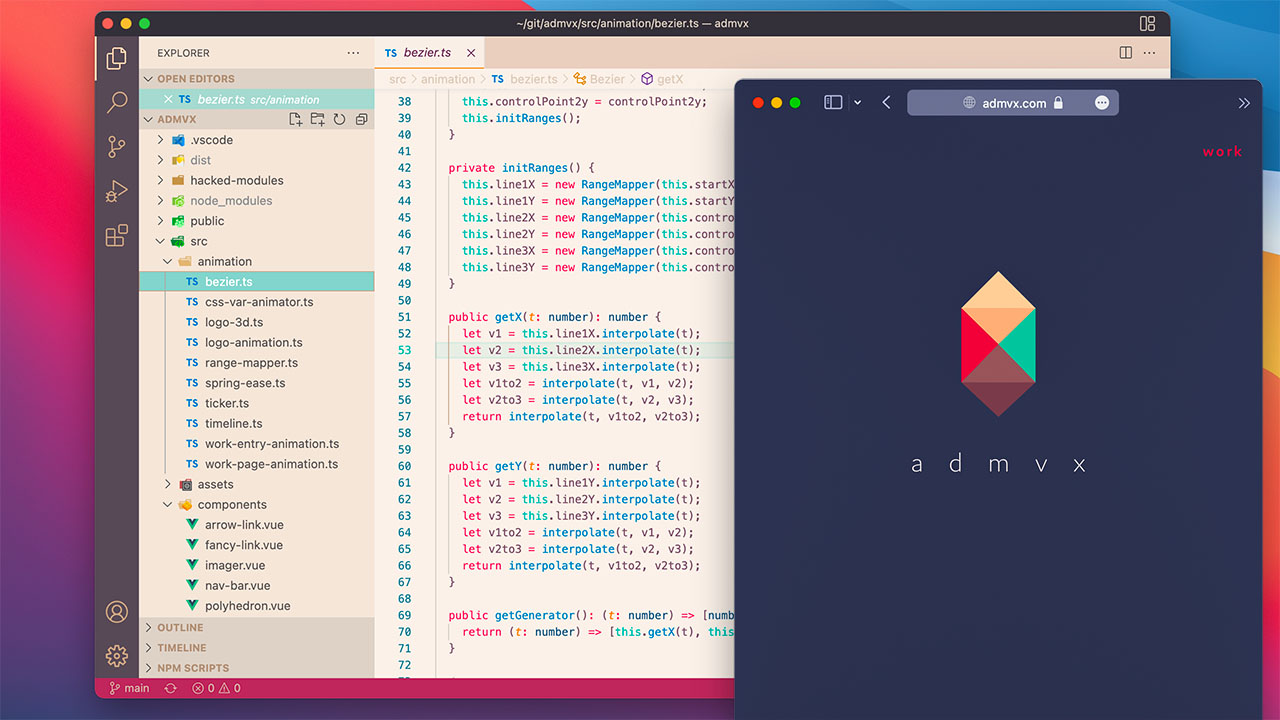 ~/git/admvx/src/animation/bezier.ts — admvx
EXPLORER
OPEN EDITORS
TS bezier.ts src/animation
ADMVX
.vscode
dist
hacked-modules
node_modules
public
src
animation
TS bezier.ts
TS css-var-animator.ts
TS logo-3d.ts
TS logo-animation.ts
TS range-mapper.ts
TS spring-ease.ts
TS ticker.ts
TS timeline.ts
TS work-entry-animation.ts
TS work-page-animation.ts
assets
components
arrow-link.vue
fancy-link.vue
imager.vue
nav-bar.vue
polyhedron.vue
OUTLINE
TIMELINE
NPM SCRIPTS
main 0 0
TS bezier.ts
src > animation > TS bezier.ts > Bezier > getX
38 this.controlPoint2y = controlPoint2y;
39 this.initRanges();
40 }
41
42 private initRanges() {
43 this.line1X = new RangeMapper(this.startX
44 this.line1Y = new RangeMapper(this.startY
45 this.line2X = new RangeMapper(this.contro
46 this.line2Y = new RangeMapper(this.contro
47 this.line3X = new RangeMapper(this.contro
48 this.line3Y = new RangeMapper(this.contro
49 }
50
51 public getX(t: number): number {
52 let v1 = this.line1X.interpolate(t);
53 let v2 = this.line2X.interpolate(t);
54 let v3 = this.line3X.interpolate(t);
55 let v1to2 = interpolate(t, v1, v2);
56 let v2to3 = interpolate(t, v2, v3);
57 return interpolate(t, v1to2, v2to3);
58 }
59
60 public getY(t: number): number {
61 let v1 = this.line1Y.interpolate(t);
62 let v2 = this.line2Y.interpolate(t);
63 let v3 = this.line3Y.interpolate(t);
64 let v1to2 = interpolate(t, v1, v2);
65 let v2to3 = interpolate(t, v2, v3);
66 return interpolate(t, v1to2, v2to3);
67 }
68
69 public getGenerator(): (t: number) => [numb
70 return (t: number) => [this.getX(t), this
71 }
72
admvx.com
work
a d m v x